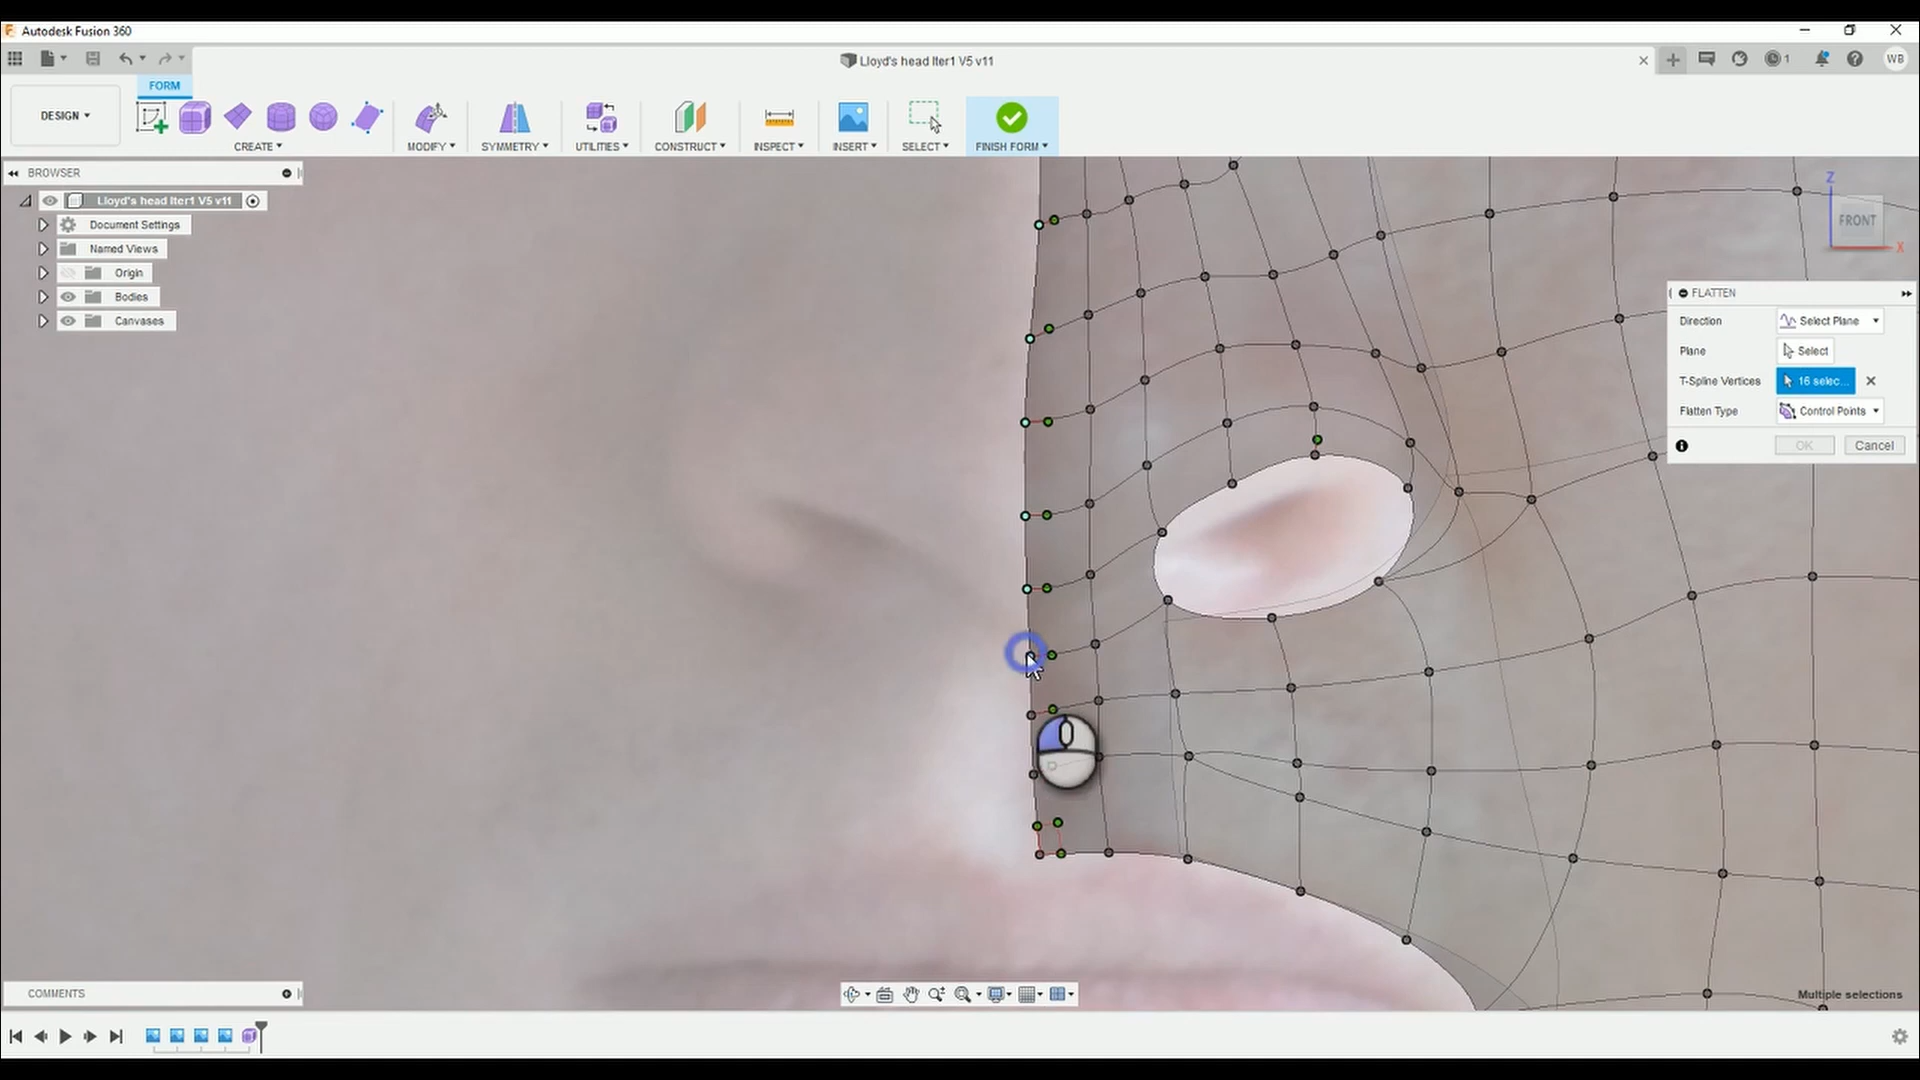 Autodesk Fusion 360
Lloyd's head Iter1 V5 v11
1
WB
FORM
DESIGN
CREATE
MODIFY
SYMMETRY
UTILITIES
CONSTRUCT
INSPECT
INSERT
SELECT
FINISH FORM
BROWSER
Lloyd's head Iter1 V5 v11
Document Settings
Named Views
Origin
Bodies
Canvases
Z
FRONT
X
FLATTEN
Direction
Select Plane
Plane
Select
T-Spline Vertices
16 selec...
Flatten Type
Control Points
OK
Cancel
COMMENTS
Multiple selections